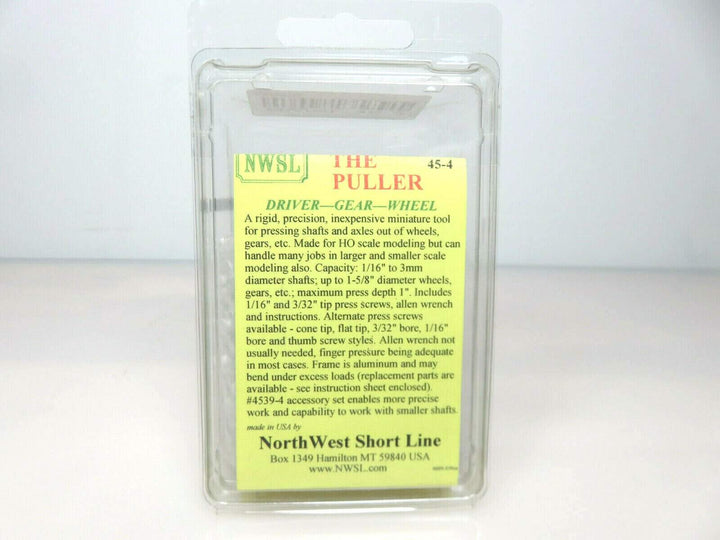 NWSL
THE 45-4
PULLER
DRIVER—GEAR—WHEEL
A rigid, precision, inexpensive miniature tool
for pressing shafts and axles out of wheels,
gears, etc. Made for HO scale modeling but can
handle many jobs in larger and smaller scale
modeling also. Capacity: 1/16" to 3mm
diameter shafts; up to 1-5/8" diameter wheels,
gears, etc.; maximum press depth 1". Includes
1/16" and 3/32" tip press screws, allen wrench
and instructions. Alternate press screws
available - cone tip, flat tip, 3/32" bore, 1/16"
bore and thumb screw styles. Allen wrench not
usually needed, finger pressure being adequate
in most cases. Frame is aluminum and may
bend under excess loads (replacement parts are
available - see instruction sheet enclosed).
#4539-4 accessory set enables more precise
work and capability to work with smaller shafts.
made in USA by
NorthWest Short Line
Box 1349 Hamilton MT 59840 USA
www.NWSL.com